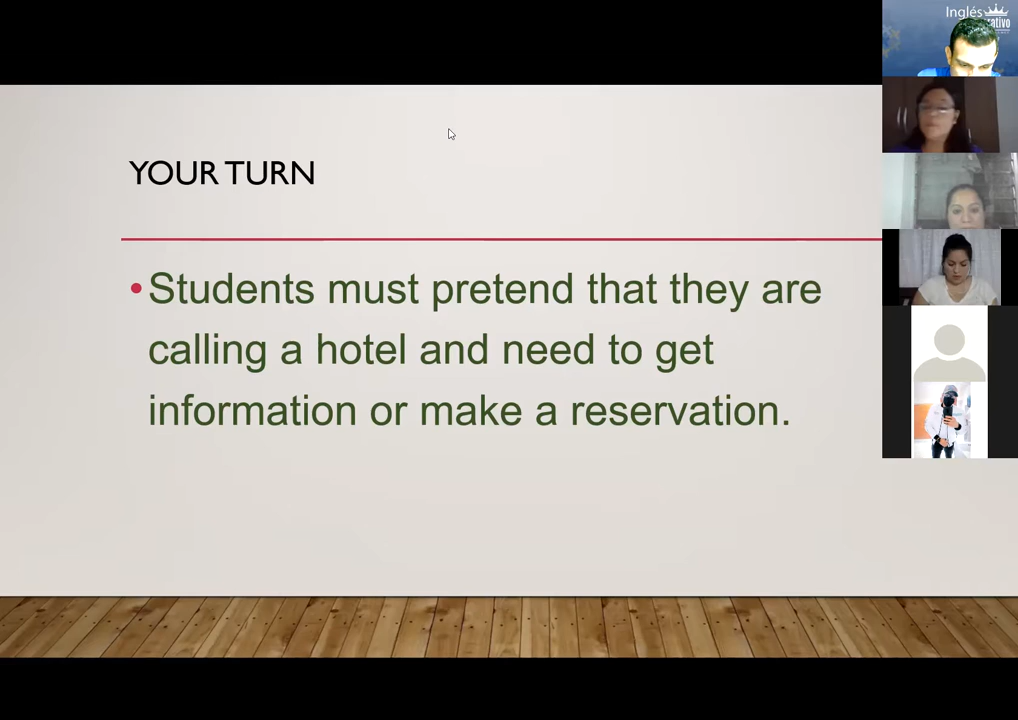 Inglés
YOUR TURN
•Students must pretend that they are
calling a hotel and need to get
information or make a reservation.